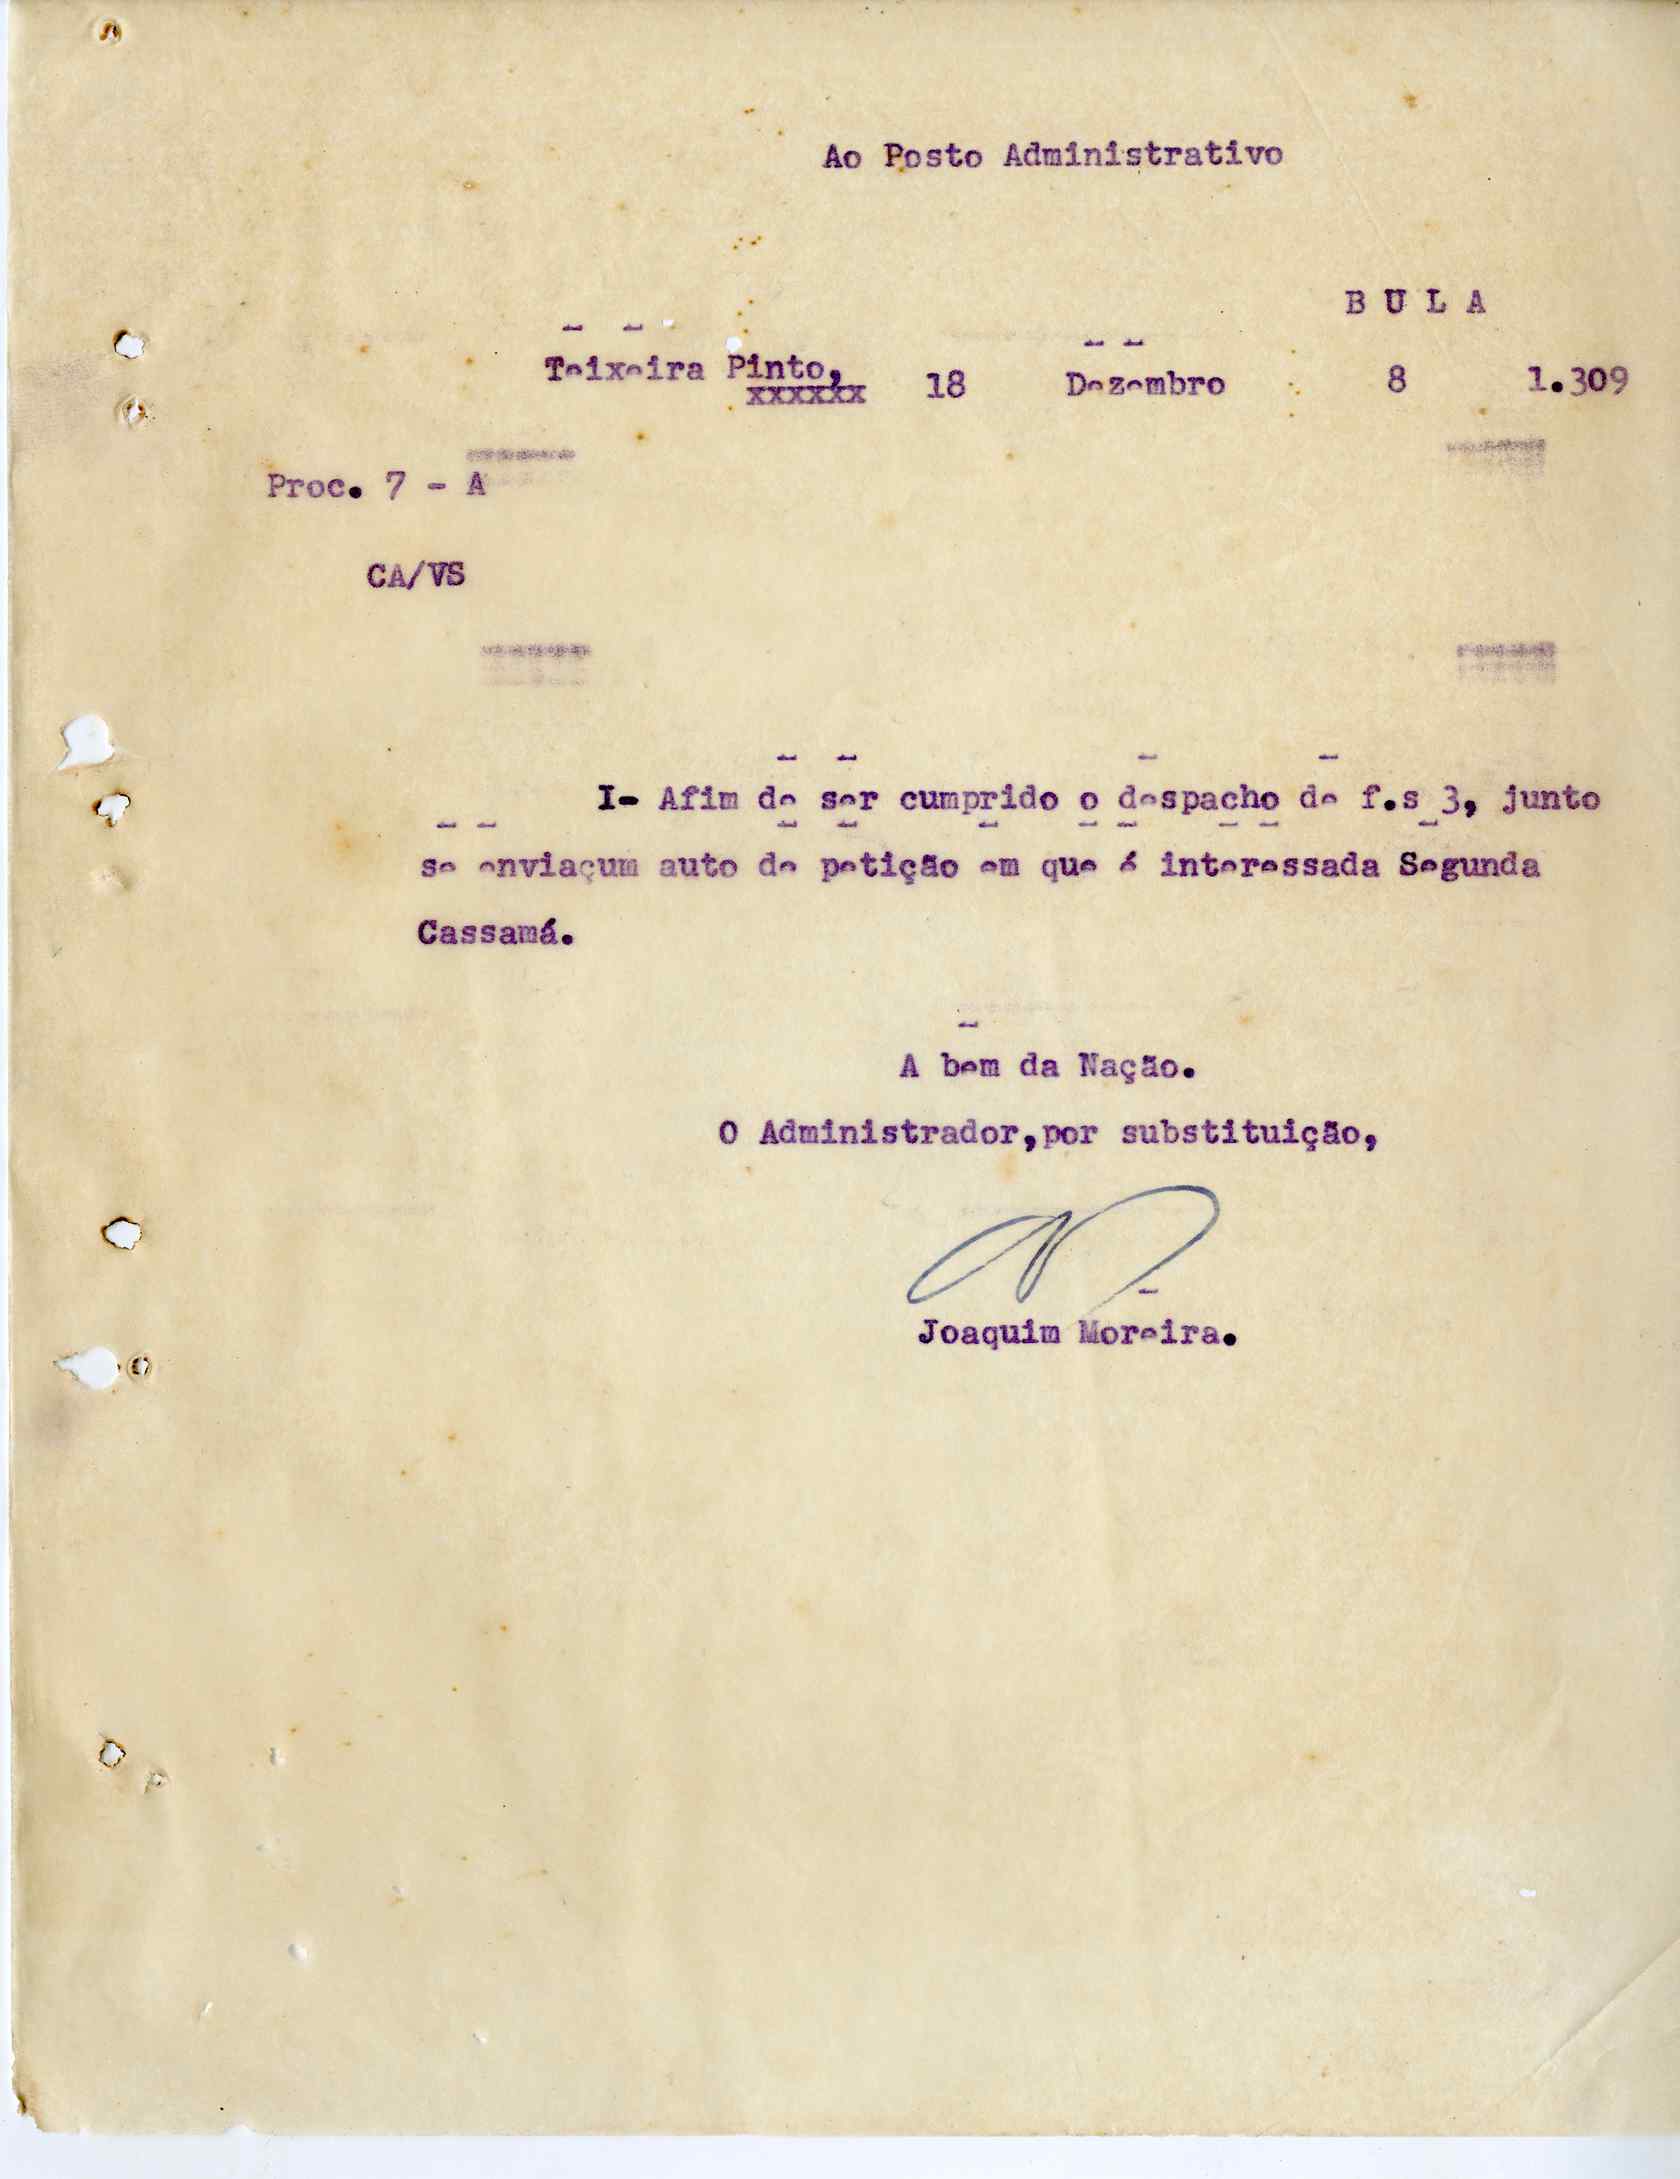 Ao Posto Administrativo
B U L A
Teixeira Pinto, 18 Dezembro 8 1.309
xxxxxx
Proc. 7 - A
CA/VS
I- Afim de ser cumprido o despacho de f.s 3, junto
se enviaçum auto de petição em que é interessada Segunda
Cassamá.
A bem da Nação.
O Administrador,por substituição,
Joaquim Moreira.